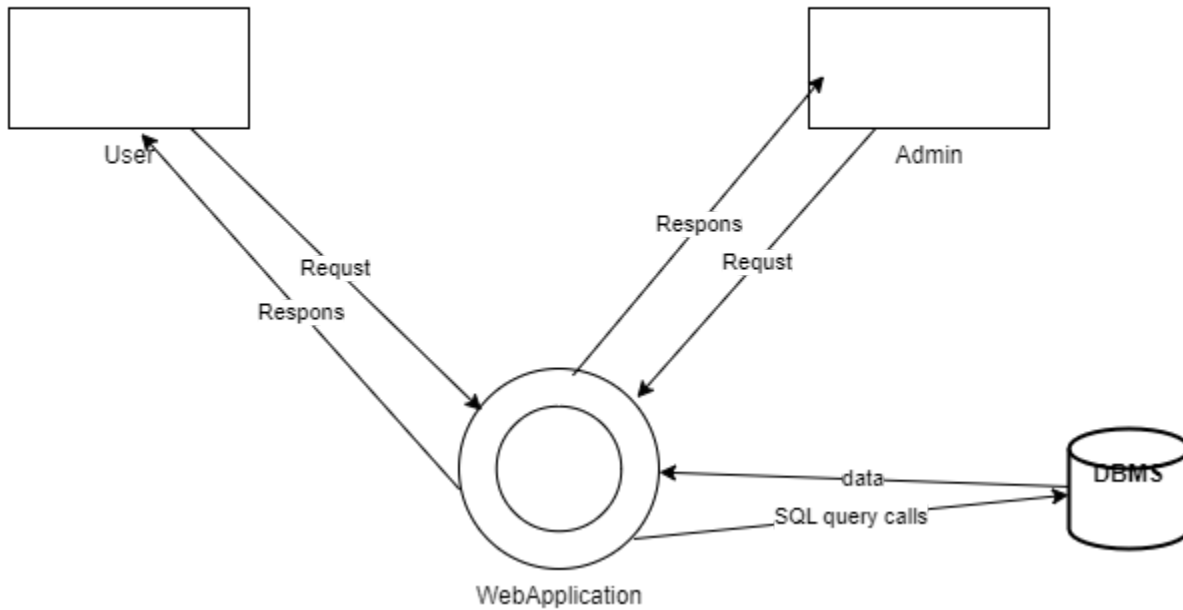 User
Admin
Respons
Requst
Requst
Respons
DBMS
data
SQL query calls
WebApplication